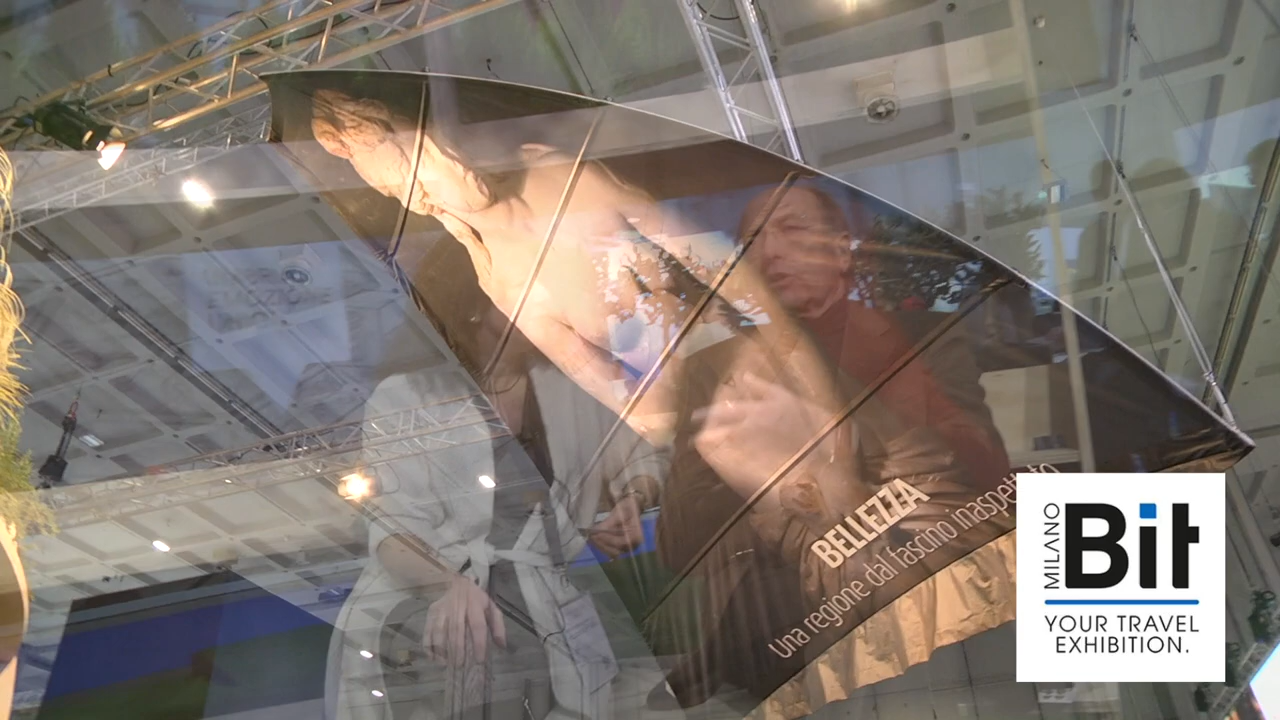 BELLEZZA
Una regione dal fascino inaspettato
MILANO
Bit
YOUR TRAVEL
EXHIBITION.